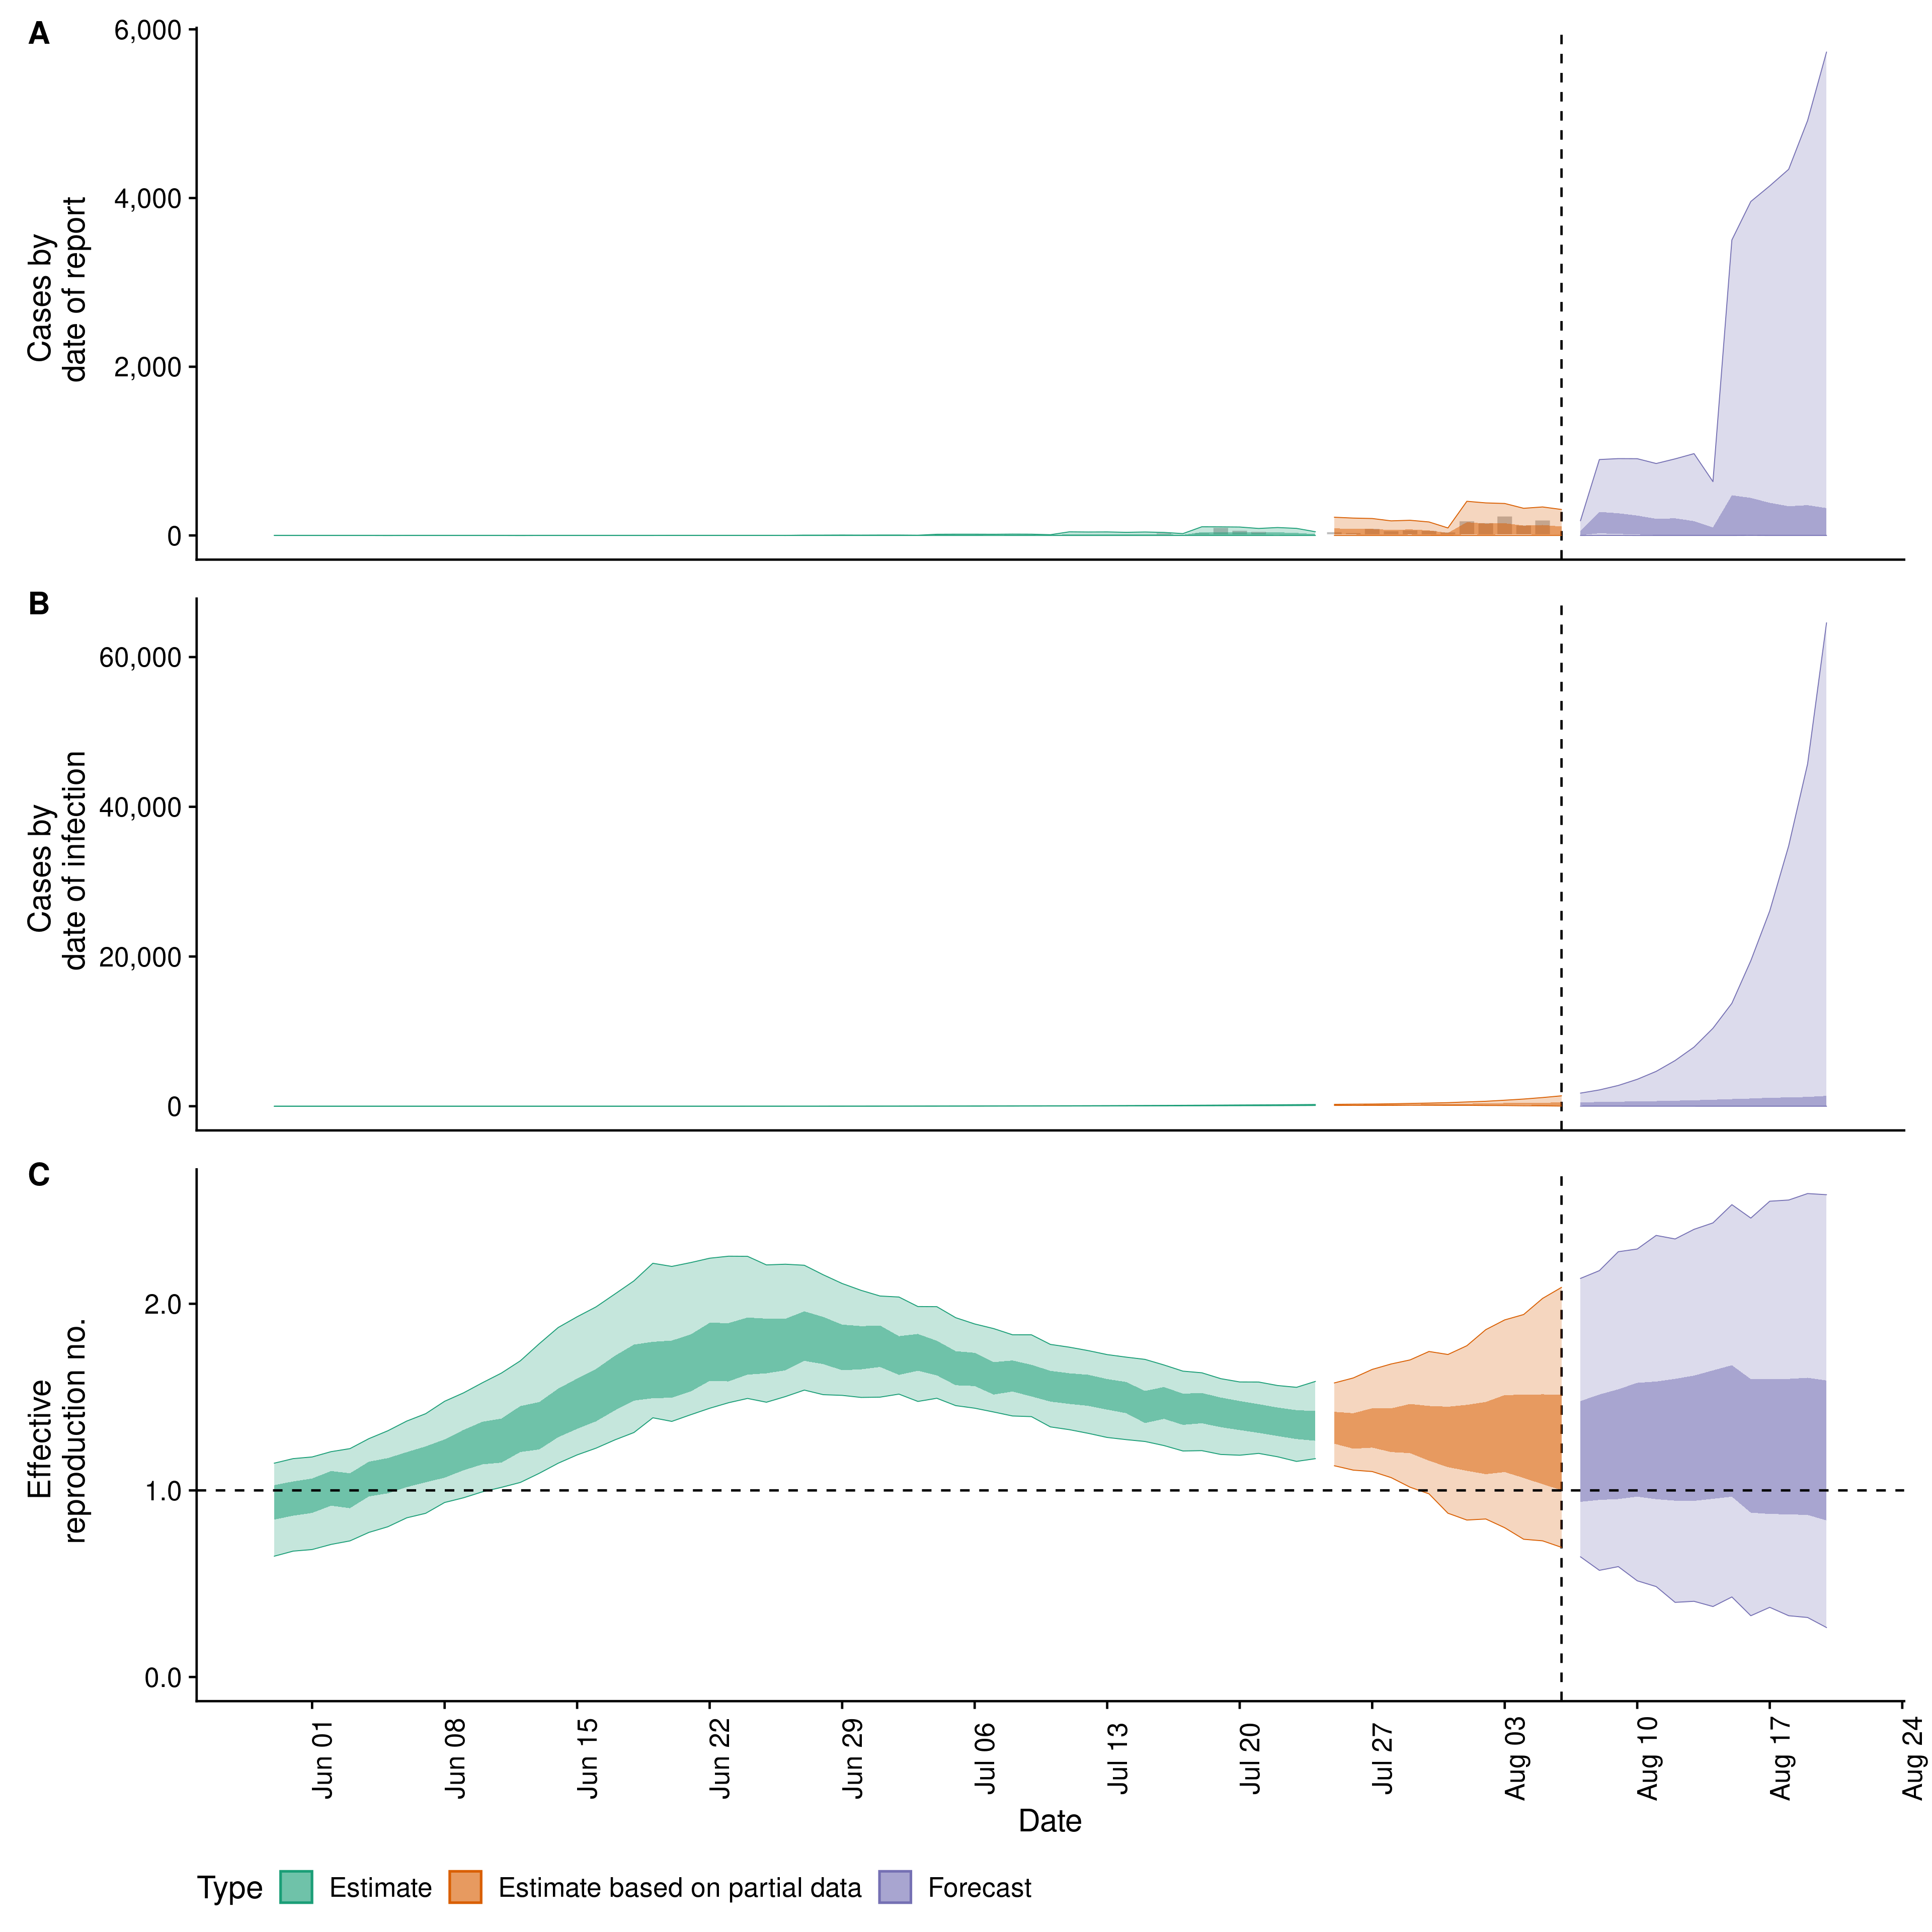 A
6,000
4,000
2,000
0
Cases by
date of report
B
60,000
40,000
20,000
0
Cases by
date of infection
C
2.0
1.0
0.0
Effective
reproduction no.
Jun 01
Jun 08
Jun 15
Jun 22
Jun 29
Jul 06
Jul 13
Jul 20
Jul 27
Aug 03
Aug 10
Aug 17
Aug 24
Date
Type Estimate Estimate based on partial data Forecast